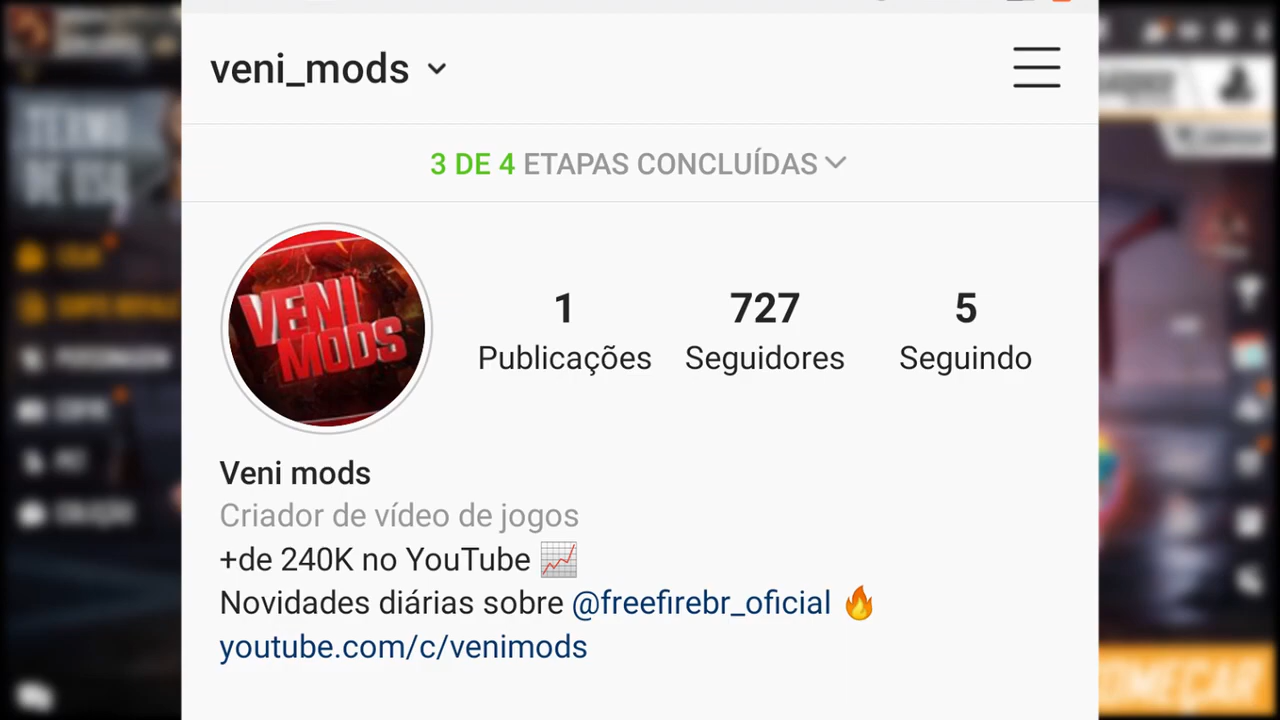 veni_mods
3 DE 4 ETAPAS CONCLUÍDAS
VENI
MODS
1
727
5
Publicações
Seguidores
Seguindo
Veni mods
Criador de vídeo de jogos
+de 240K no YouTube 📈
Novidades diárias sobre @freefirebr_oficial 🔥
youtube.com/c/venimods
COMEÇAR